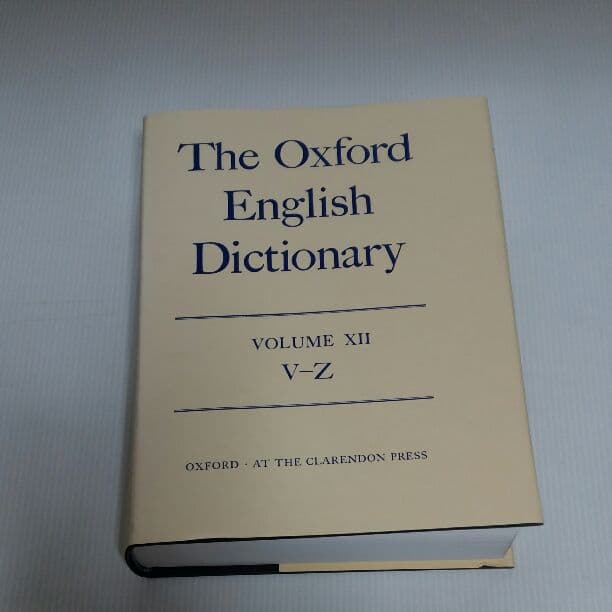 The Oxford
English
Dictionary
VOLUME XII
V–Z
OXFORD · AT THE CLARENDON PRESS